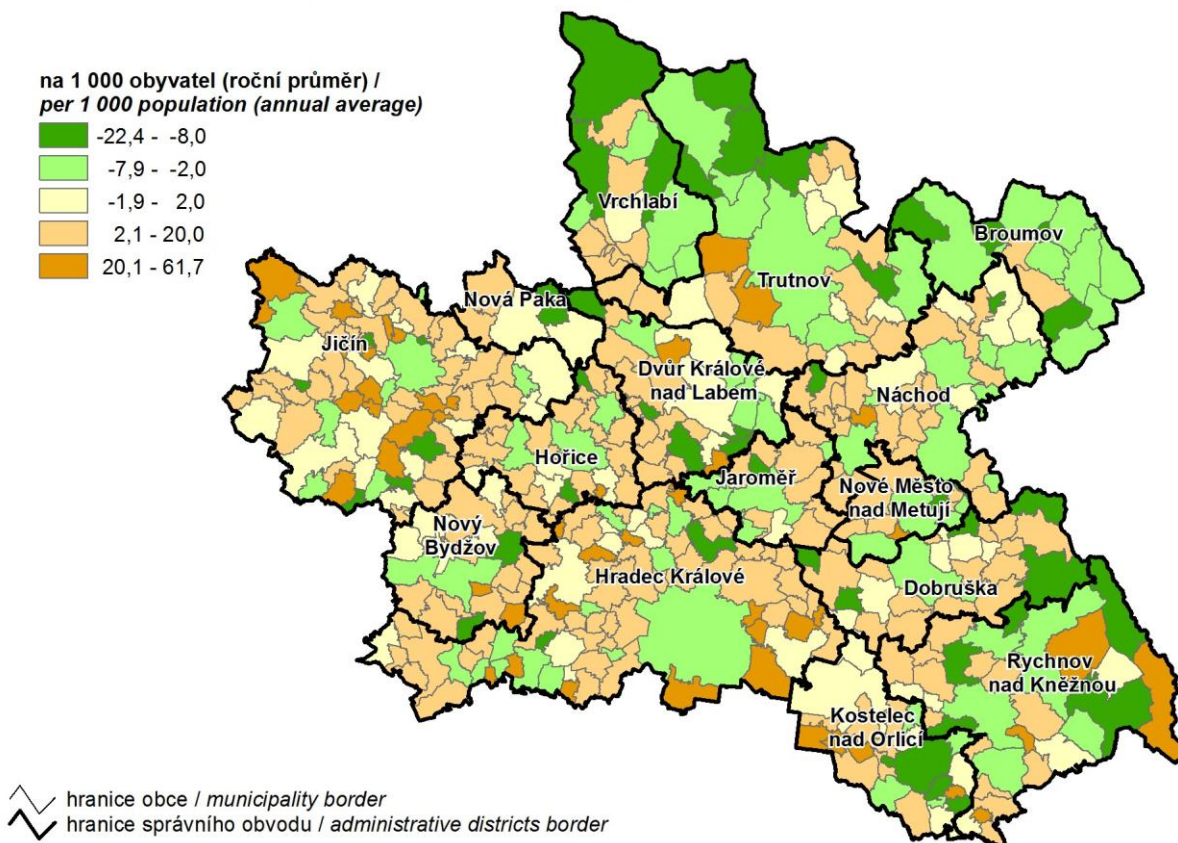 na 1 000 obyvatel (roční průměr) /
per 1 000 population (annual average)
-22,4 - -8,0
-7,9 - -2,0
-1,9 - 2,0
2,1 - 20,0
20,1 - 61,7
Vrchlabí
Broumov
Trutnov
Nová Paka
Jičín
Dvůr Králové
nad Labem
Náchod
Hořice
Jaroměř
Nové Město
nad Metují
Nový
Bydžov
Hradec Králové
Dobruška
Rychnov
nad Kněžnou
Kostelec
nad Orlicí
hranice obce / municipality border
hranice správního obvodu / administrative districts border